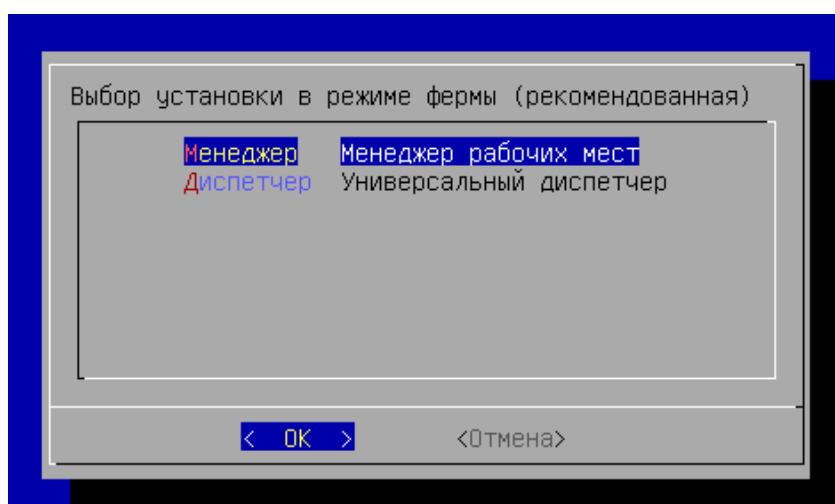 Выбор установки в режиме фермы (рекомендованная)
Менеджер Менеджер рабочих мест
Диспетчер Универсальный диспетчер
< OK > <Отмена>